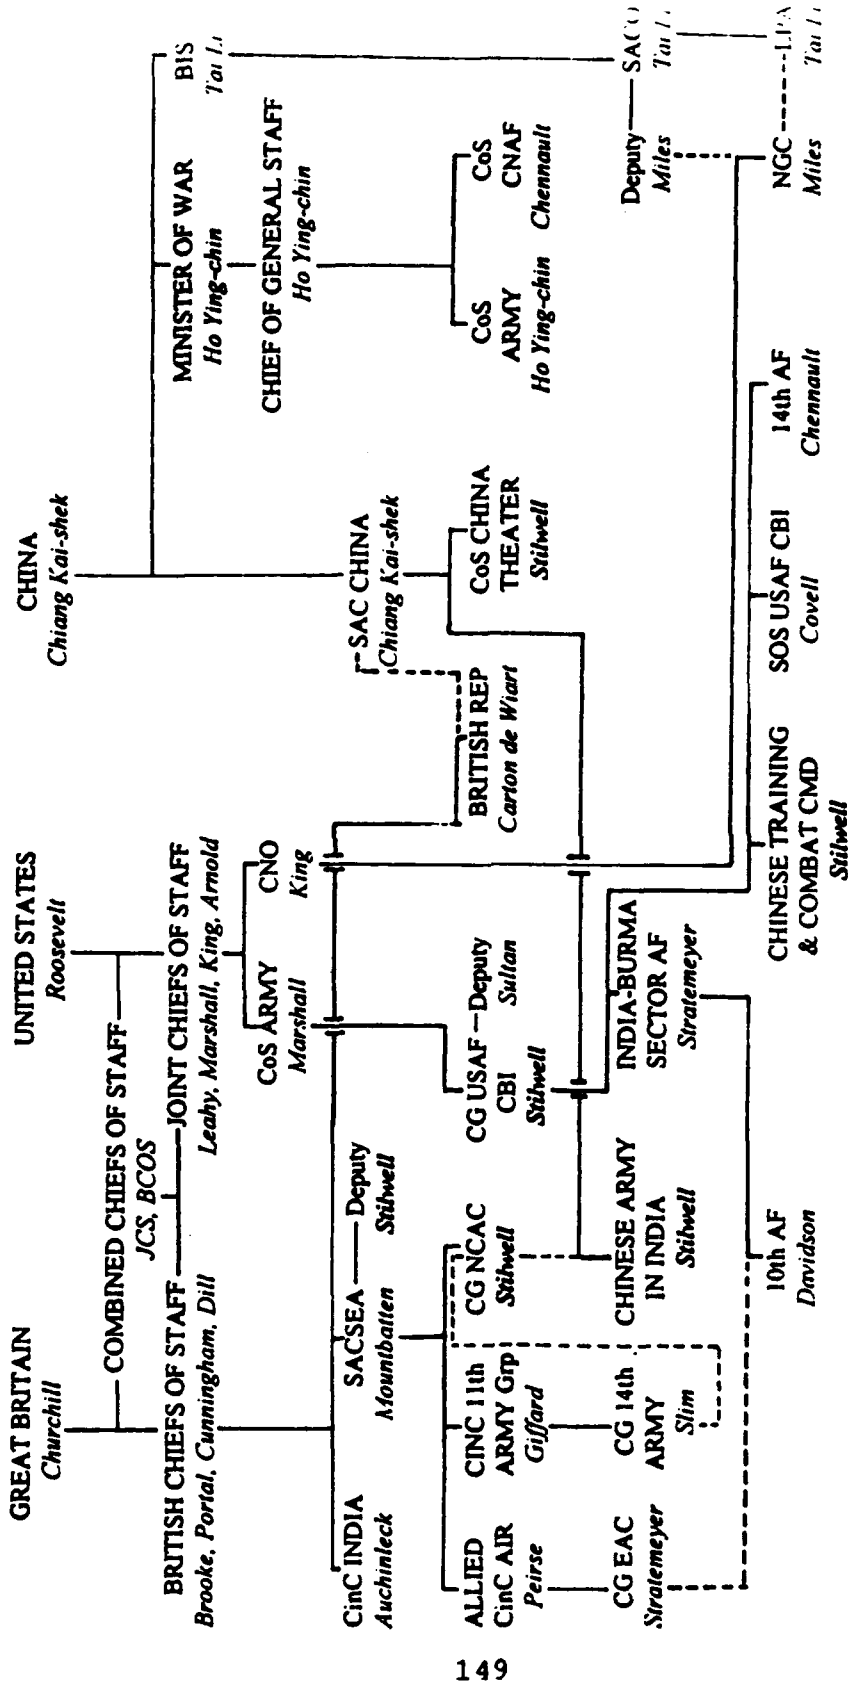 GREAT BRITAIN
Churchill
UNITED STATES
Roosevelt
CHINA
Chiang Kai-shek
COMBINED CHIEFS OF STAFF
JCS, BCOS
BRITISH CHIEFS OF STAFF
Brooke, Portal, Cunningham, Dill
JOINT CHIEFS OF STAFF
Leahy, Marshall, King, Arnold
MINISTER OF WAR
Ho Ying-chin
BIS
CHIEF OF GENERAL STAFF
Ho Ying-chin
CoS ARMY
Marshall
CNO
King
CinC INDIA
Auchinleck
SACSEA
Mountbatten
Deputy
Stilwell
SAC CHINA
Chiang Kai-shek
ALLIED
CinC AIR
Peirse
CINC 11th
ARMY Grp
Giffard
CG NCAC
Stilwell
CG USAF
CBI
Stilwell
Deputy
Sultan
BRITISH REP
Carton de Wiart
CoS CHINA
THEATER
Stilwell
CoS
ARMY
Ho Ying-chin
CoS
CNAF
Chennault
CG EAC
Stratemeyer
CG 14th
ARMY
Slim
CHINESE ARMY
IN INDIA
Stilwell
INDIA-BURMA
SECTOR AF
Stratemeyer
Deputy
Miles
SACO
10th AF
Davidson
CHINESE TRAINING
& COMBAT CMD
Stilwell
SOS USAF CBI
Covell
14th AF
Chennault
NGC
Miles
149